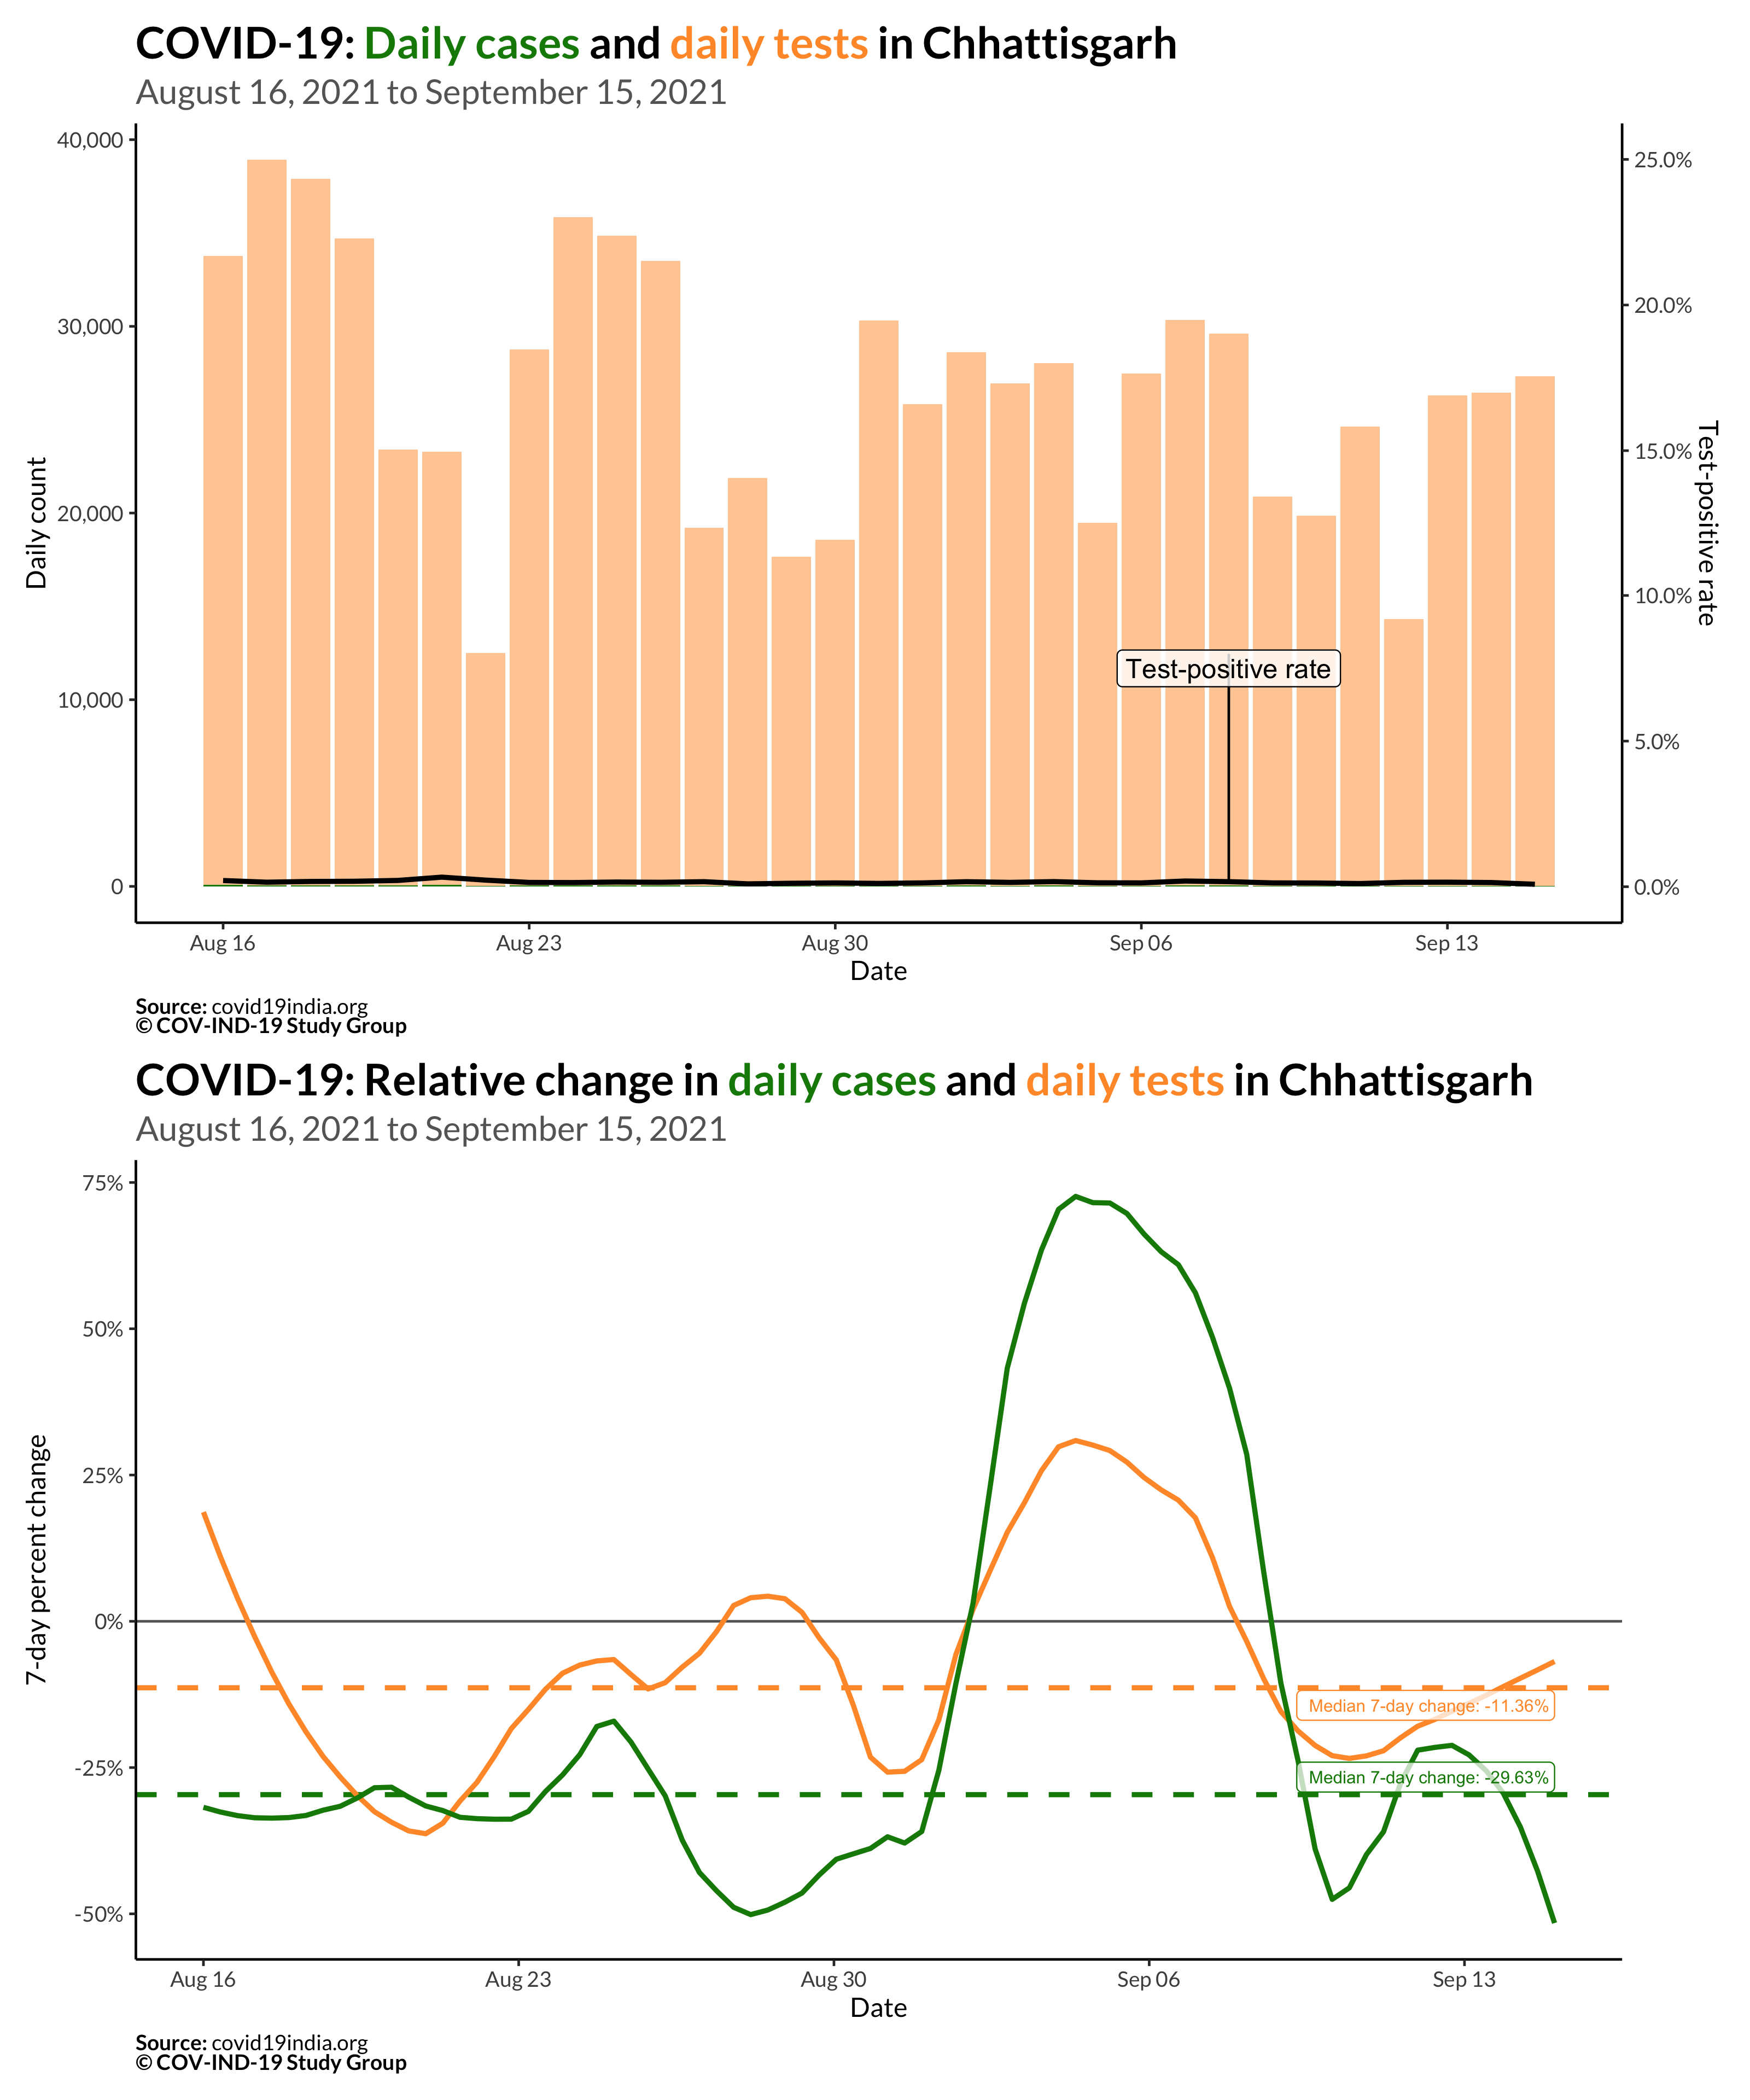 COVID-19: Daily cases and daily tests in Chhattisgarh
August 16, 2021 to September 15, 2021
40,000
30,000
20,000
10,000
0
Daily count
25.0%
20.0%
15.0%
10.0%
5.0%
0.0%
Test-positive rate
Test-positive rate
Aug 16 Aug 23 Aug 30 Sep 06 Sep 13
Date
Source: covid19india.org
© COV-IND-19 Study Group
COVID-19: Relative change in daily cases and daily tests in Chhattisgarh
August 16, 2021 to September 15, 2021
75%
50%
25%
0%
-25%
-50%
7-day percent change
Median 7-day change: -11.36%
Median 7-day change: -29.63%
Aug 16 Aug 23 Aug 30 Sep 06 Sep 13
Date
Source: covid19india.org
© COV-IND-19 Study Group